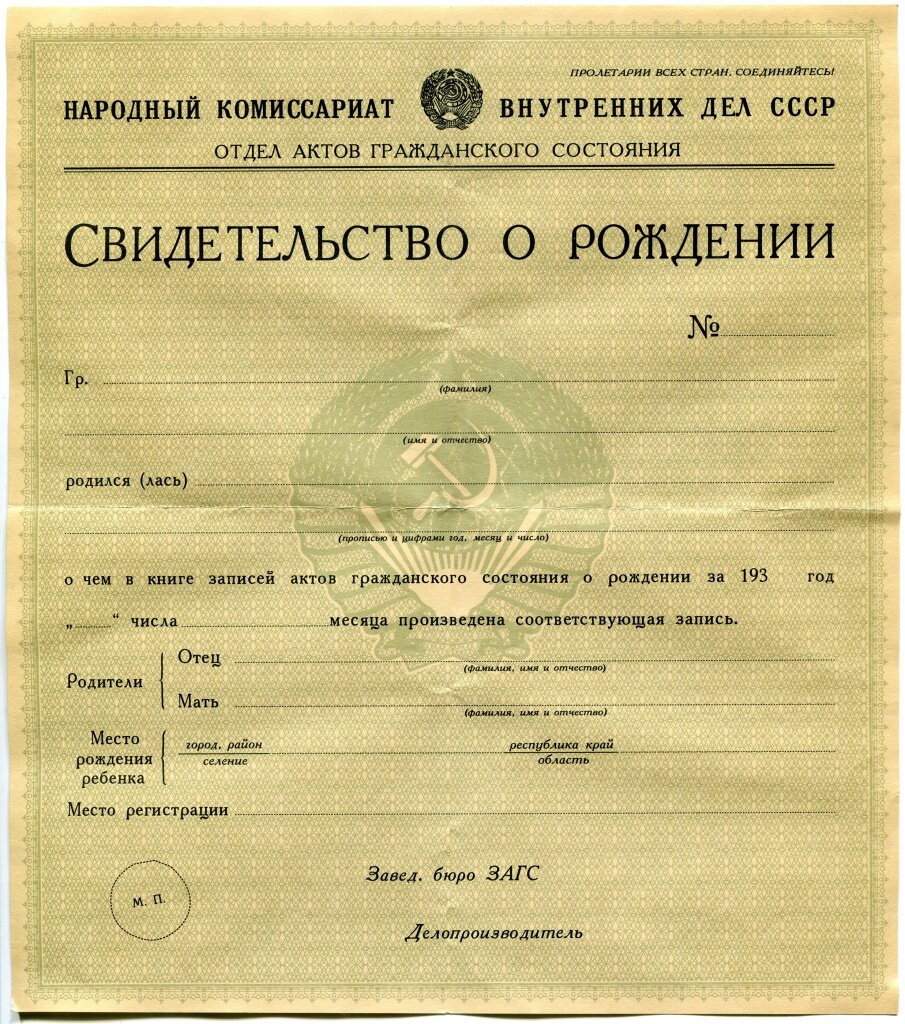 ПРОЛЕТАРИИ ВСЕХ СТРАН, СОЕДИНЯЙТЕСЬ!
НАРОДНЫЙ КОМИССАРИАТ ВНУТРЕННИХ ДЕЛ СССР
ОТДЕЛ АКТОВ ГРАЖДАНСКОГО СОСТОЯНИЯ
СВИДЕТЕЛЬСТВО О РОЖДЕНИИ
№
Гр.
(фамилия)
(имя и отчество)
родился (лась)
(прописью и цифрами год, месяц и число)
о чем в книге записей актов гражданского состояния о рождении за 193 год
„ “ числа месяца произведена соответствующая запись.
Родители
Отец
(фамилия, имя и отчество)
Мать
(фамилия, имя и отчество)
Место рождения ребенка
город, район республика край
селение область
Место регистрации
Завед. бюро ЗАГС
М. П.
Делопроизводитель